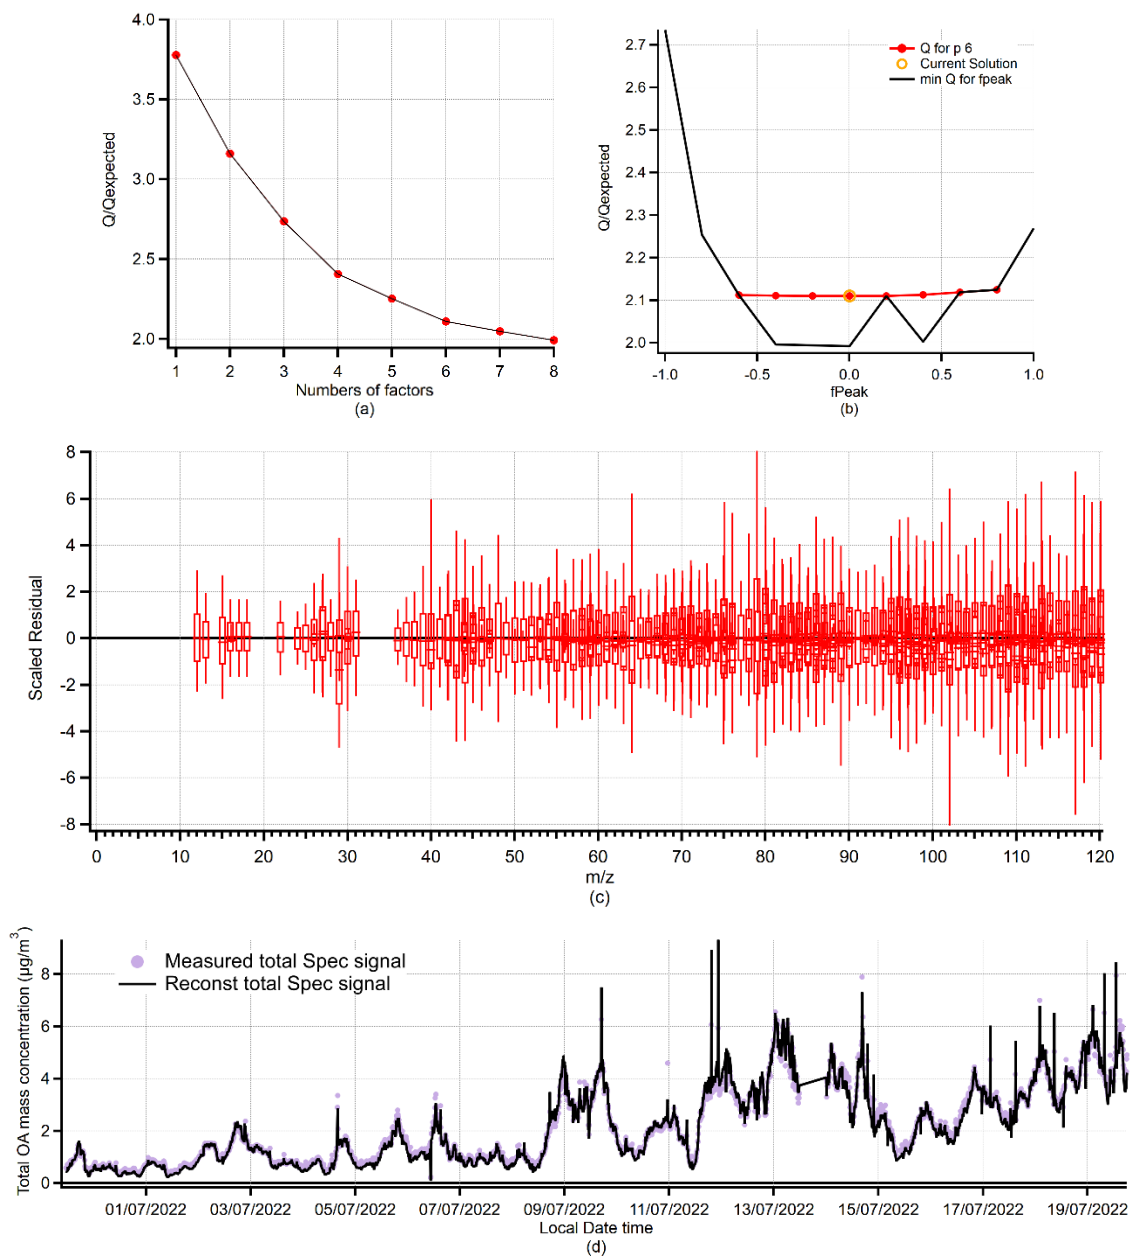 4.0
3.5
3.0
2.5
2.0
Q/Qexpected
1 2 3 4 5 6 7 8
Numbers of factors
(a)
2.7
2.6
2.5
2.4
2.3
2.2
2.1
2.0
Q/Qexpected
Q for p 6
Current Solution
min Q for fpeak
-1.0 -0.5 0.0 0.5 1.0
fPeak
(b)
8
6
4
2
0
-2
-4
-6
-8
Scaled Residual
0 10 20 30 40 50 60 70 80 90 100 110 120
m/z
(c)
Total OA mass concentration (µg/m³)
8
6
4
2
0
Measured total Spec signal
Reconst total Spec signal
01/07/2022 03/07/2022 05/07/2022 07/07/2022 09/07/2022 11/07/2022 13/07/2022 15/07/2022 17/07/2022 19/07/2022
Local Date time
(d)